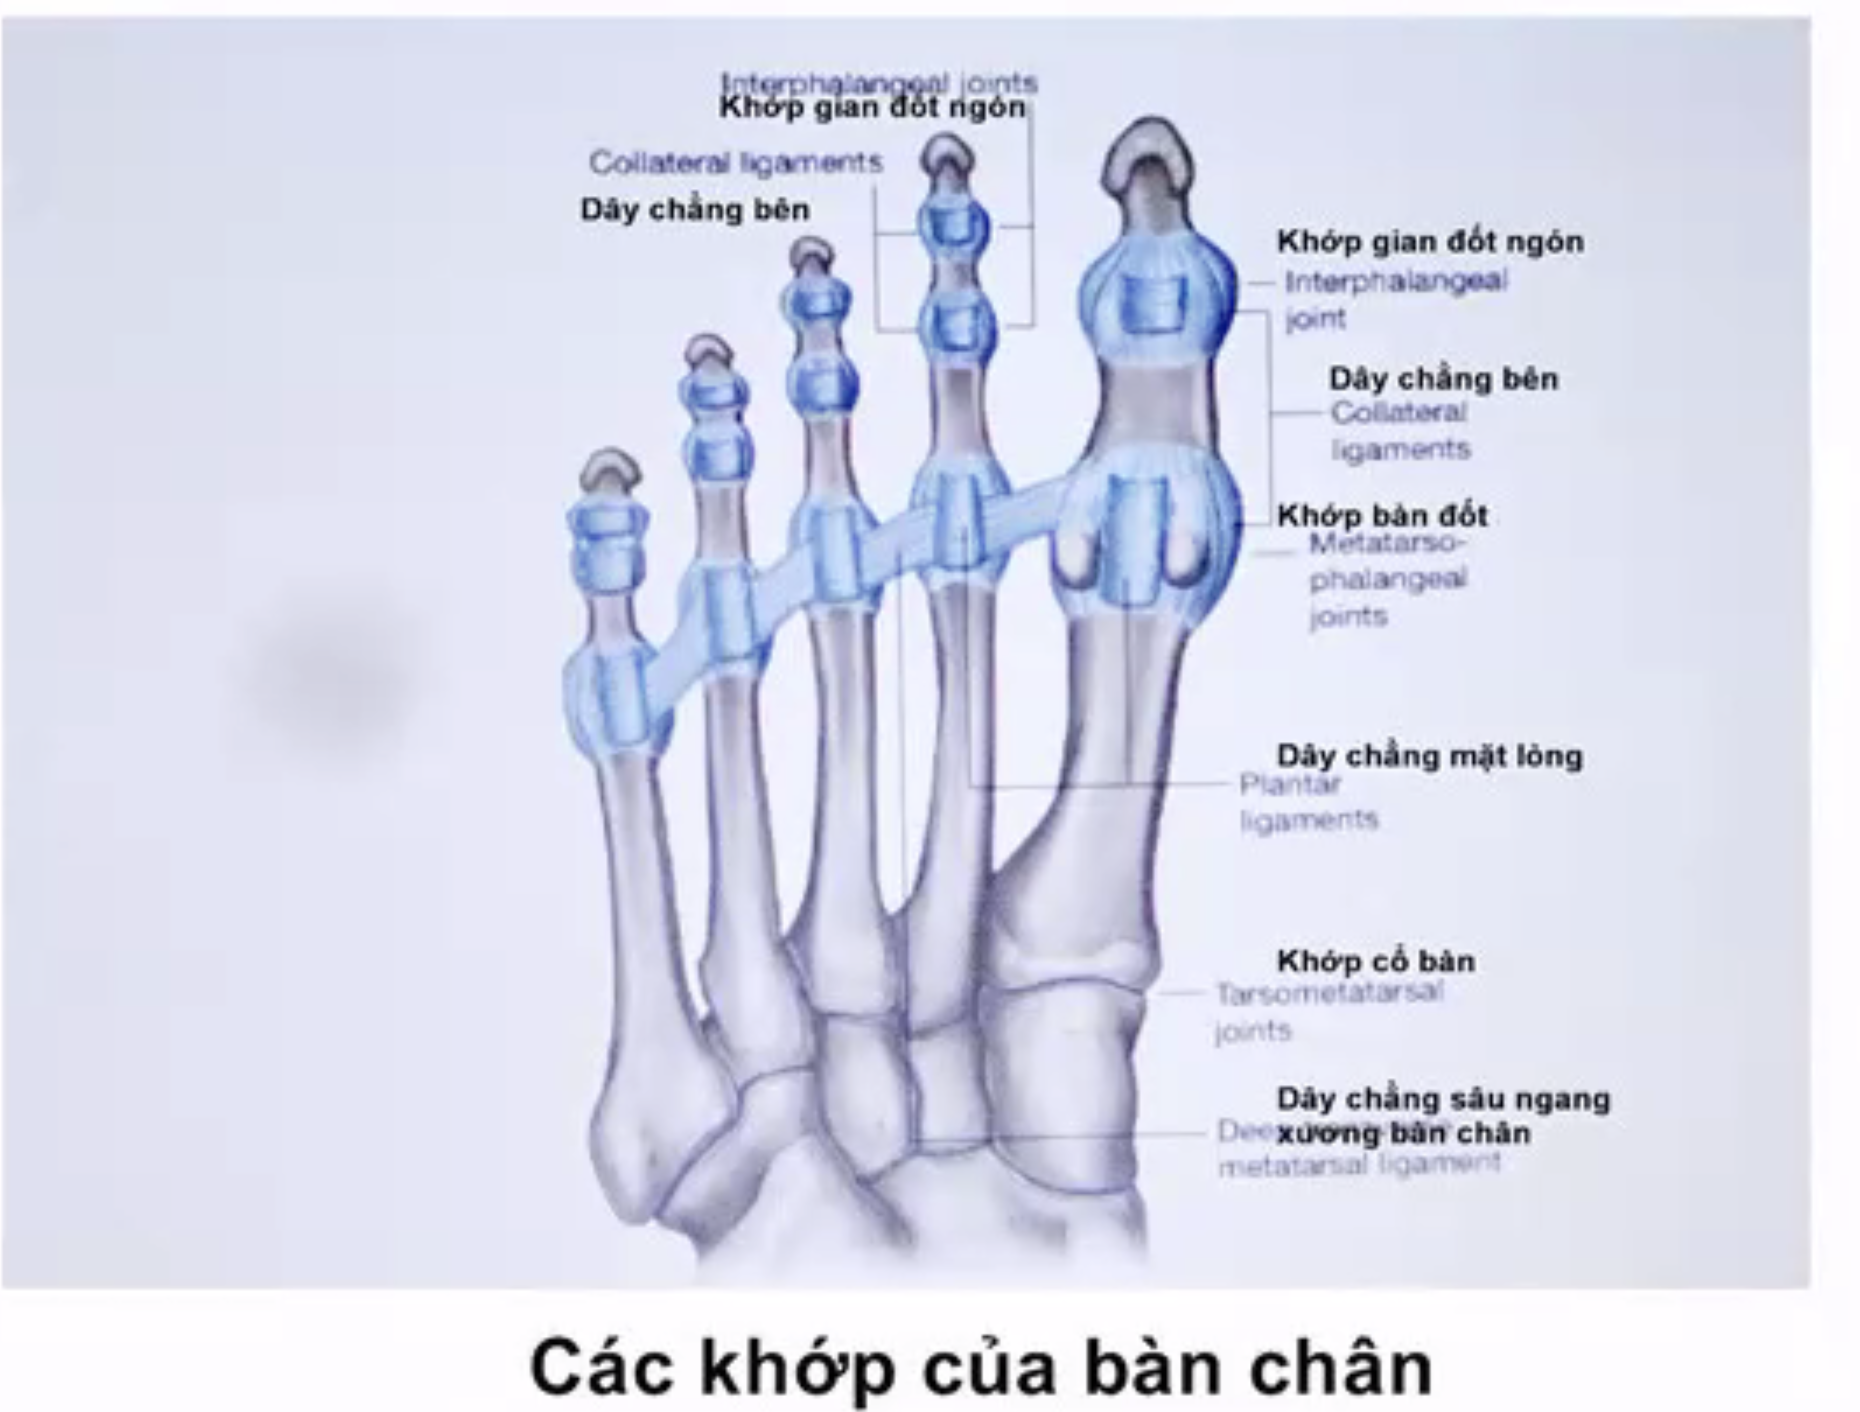 Interphalangeal joints
Khớp gian đốt ngón
Collateral ligaments
Dây chằng bên
Khớp gian đốt ngón
Interphalangeal
joint
Dây chằng bên
Collateral
ligaments
Khớp bàn đốt
Metatarso-
phalangeal
joints
Dây chằng mặt lòng
Plantar
ligaments
Khớp cổ bàn
Tarsometatarsal
joints
Dây chằng sâu ngang
xương bàn chân
metatarsal ligament
Các khớp của bàn chân